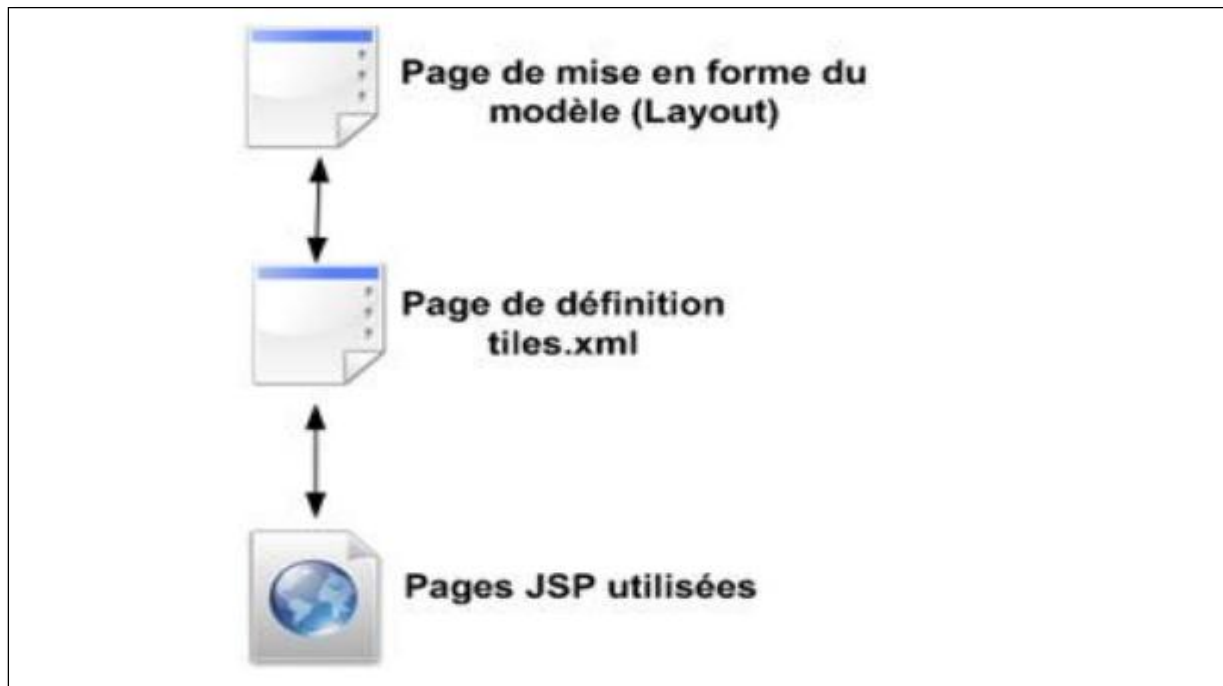 Page de mise en forme du
modèle (Layout)
Page de définition
tiles.xml
Pages JSP utilisées